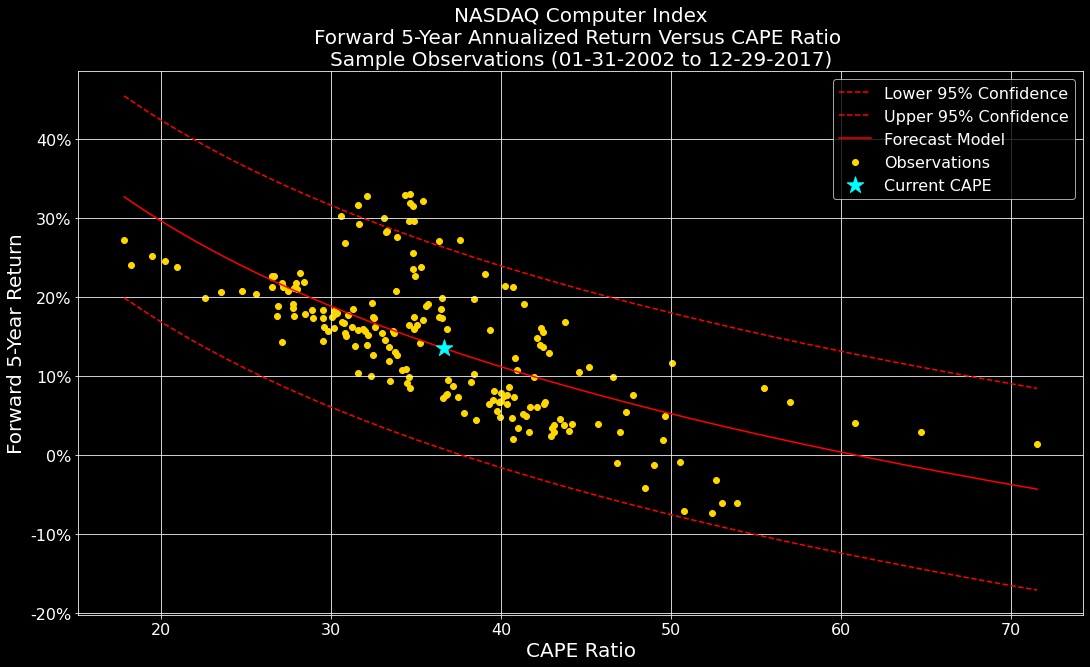 NASDAQ Computer Index
Forward 5-Year Annualized Return Versus CAPE Ratio
Sample Observations (01-31-2002 to 12-29-2017)
Lower 95% Confidence
Upper 95% Confidence
Forecast Model
Observations
Current CAPE
Forward 5-Year Return
40%
30%
20%
10%
0%
-10%
-20%
20 30 40 50 60 70
CAPE Ratio